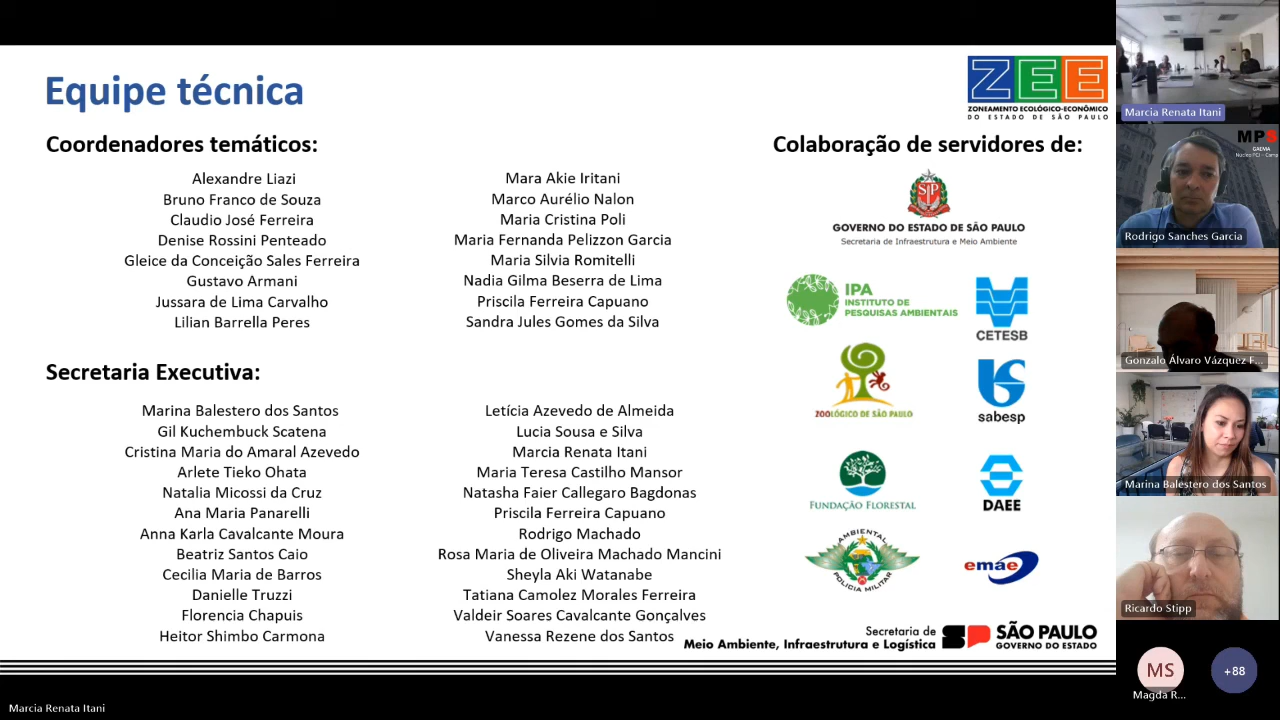 Equipe técnica
ZEE
ZONEAMENTO ECOLÓGICO-ECONÔMICO
DO ESTADO DE SÃO PAULO
Coordenadores temáticos:
Alexandre Liazi
Bruno Franco de Souza
Claudio José Ferreira
Denise Rossini Penteado
Gleice da Conceição Sales Ferreira
Gustavo Armani
Jussara de Lima Carvalho
Lilian Barrella Peres
Mara Akie Iritani
Marco Aurélio Nalon
Maria Cristina Poli
Maria Fernanda Pelizzon Garcia
Maria Silvia Romitelli
Nadia Gilma Beserra de Lima
Priscila Ferreira Capuano
Sandra Jules Gomes da Silva
Secretaria Executiva:
Marina Balestero dos Santos
Gil Kuchembuck Scatena
Cristina Maria do Amaral Azevedo
Arlete Tieko Ohata
Natalia Micossi da Cruz
Ana Maria Panarelli
Anna Karla Cavalcante Moura
Beatriz Santos Caio
Cecilia Maria de Barros
Danielle Truzzi
Florencia Chapuis
Heitor Shimbo Carmona
Letícia Azevedo de Almeida
Lucia Sousa e Silva
Marcia Renata Itani
Maria Teresa Castilho Mansor
Natasha Faier Callegaro Bagdonas
Priscila Ferreira Capuano
Rodrigo Machado
Rosa Maria de Oliveira Machado Mancini
Sheyla Aki Watanabe
Tatiana Camolez Morales Ferreira
Valdeir Soares Cavalcante Gonçalves
Vanessa Rezene dos Santos
Colaboração de servidores de:
GOVERNO DO ESTADO DE SÃO PAULO
Secretaria de Infraestrutura e Meio Ambiente
IPA
INSTITUTO DE
PESQUISAS AMBIENTAIS
CETESB
ZOOLÓGICO DE SÃO PAULO
sabesp
FUNDAÇÃO FLORESTAL
DAEE
AMBIENTAL
POLÍCIA MILITAR
emae
Secretaria de
Meio Ambiente, Infraestrutura e Logística
SP
SÃO PAULO
GOVERNO DO ESTADO
Marcia Renata Itani
Marcia Renata Itani
MPS
GAEMA
Núcleo PCJ - Camp
Rodrigo Sanches Garcia
Gonzalo Álvaro Vázquez F...
Marina Balestero dos Santos
Ricardo Stipp
MS
Magda R...
+88